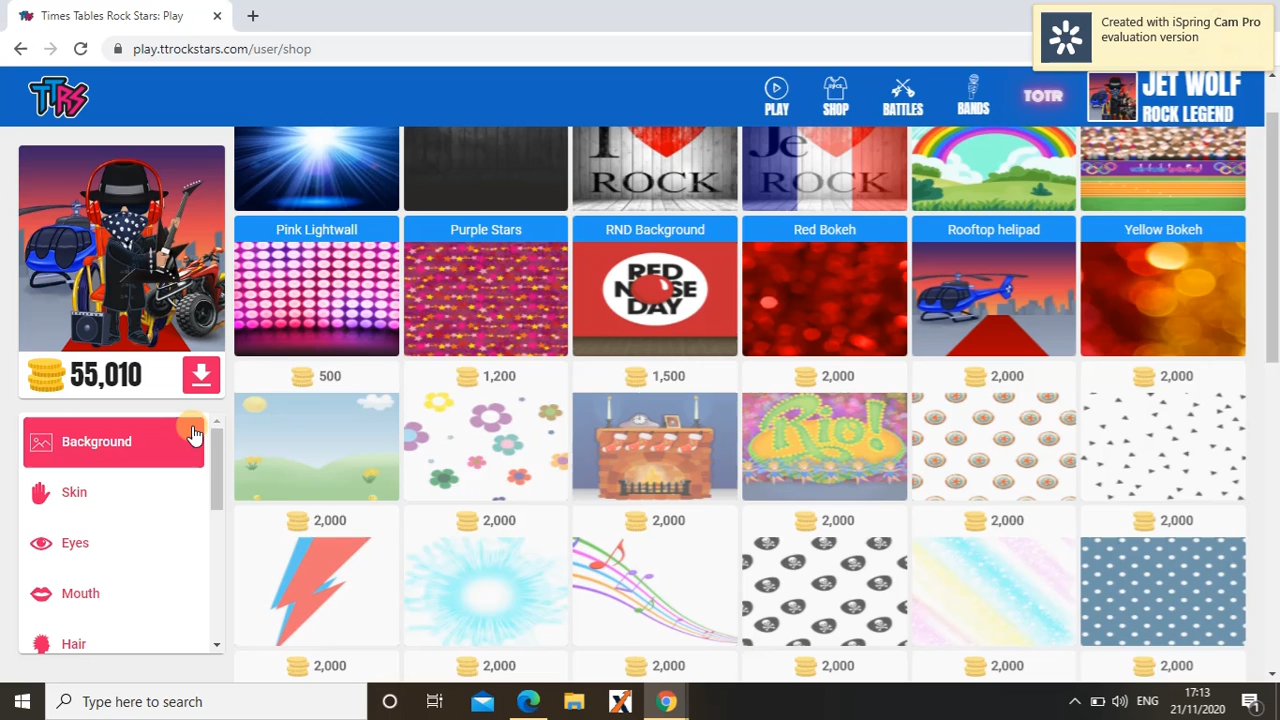 Times Tables Rock Stars: Play
Created with iSpring Cam Pro
evaluation version
play.ttrockstars.com/user/shop
TTRS
PLAY
SHOP
BATTLES
BANDS
TOTR
JET WOLF
ROCK LEGEND
I
ROCK
Je
ROCK
Pink Lightwall
Purple Stars
RND Background
Red Bokeh
Rooftop helipad
Yellow Bokeh
RED
NOSE
DAY
55,010
500
1,200
1,500
2,000
2,000
2,000
Rio!
Background
Skin
Eyes
Mouth
Hair
2,000
2,000
2,000
2,000
2,000
2,000
2,000
2,000
2,000
2,000
2,000
2,000
Type here to search
ENG
17:13
21/11/2020
1